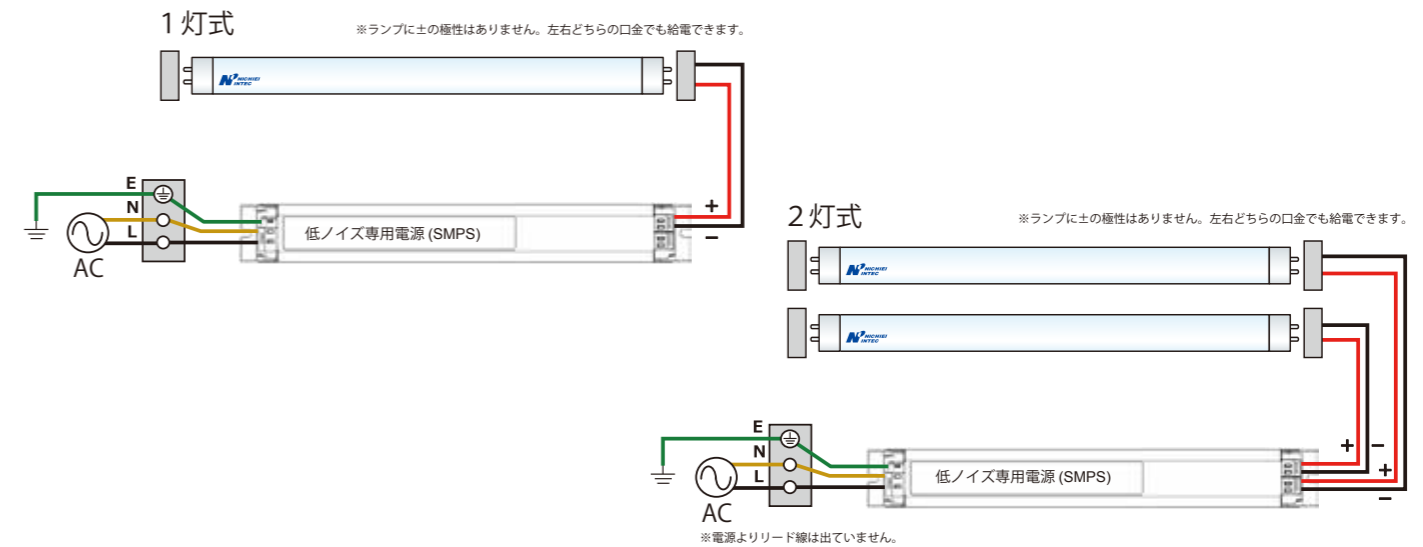 1灯式
※ランプに±の極性はありません。左右どちらの口金でも給電できます。
NICHIEI
INTEC
E
N
L
AC
低ノイズ専用電源 (SMPS)
+
−
2灯式
※ランプに±の極性はありません。左右どちらの口金でも給電できます。
NICHIEI
INTEC
NICHIEI
INTEC
E
N
L
AC
低ノイズ専用電源 (SMPS)
+ −
+
−
※電源よりリード線は出ていません。